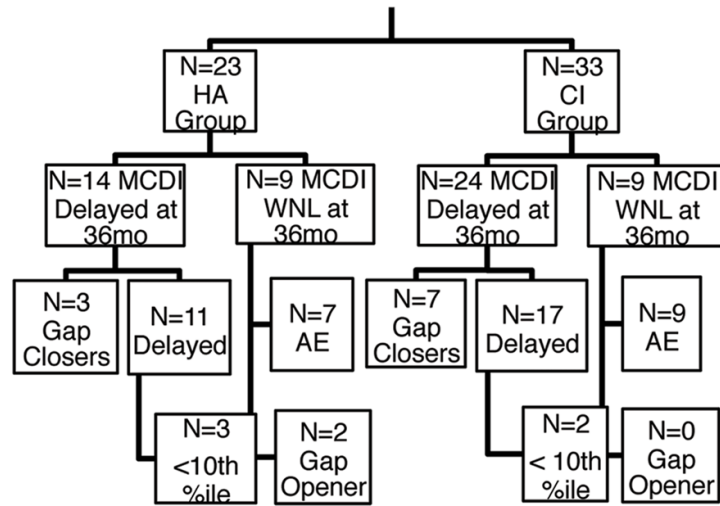 N=23
HA
Group
N=33
CI
Group
N=14 MCDI
Delayed at
36mo
N=9 MCDI
WNL at
36mo
N=24 MCDI
Delayed at
36mo
N=9 MCDI
WNL at
36mo
N=3
Gap
Closers
N=11
Delayed
N=7
AE
N=7
Gap
Closers
N=17
Delayed
N=9
AE
N=3
<10th
%ile
N=2
Gap
Opener
N=2
< 10th
%ile
N=0
Gap
Opener